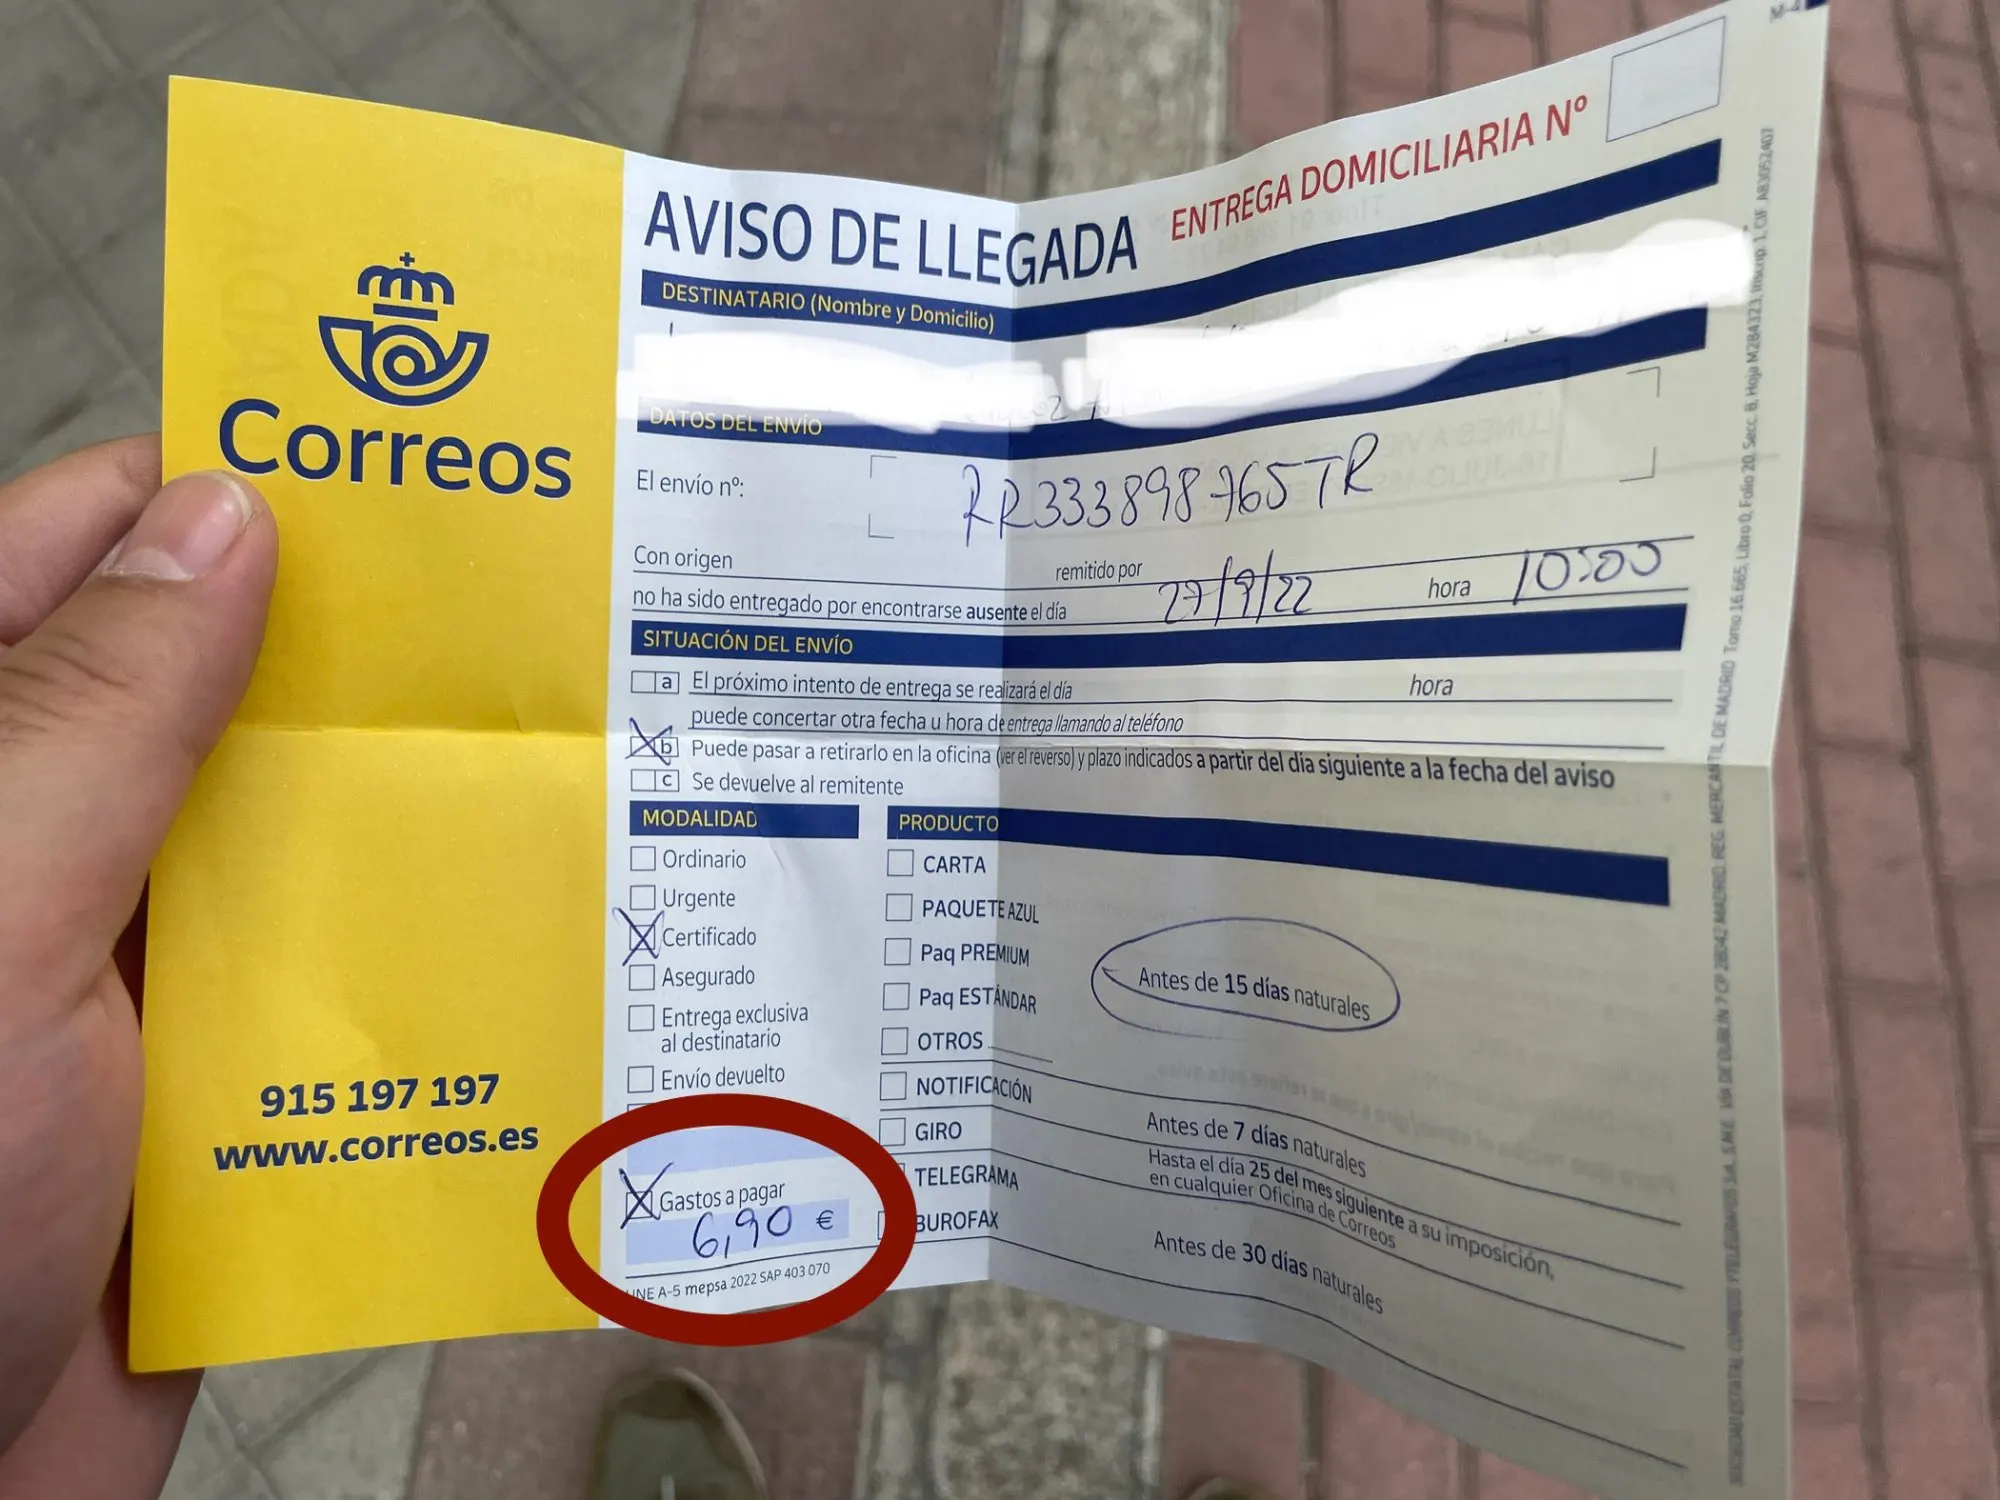 Correos
915 197 197
www.correos.es
AVISO DE LLEGADA
ENTREGA DOMICILIARIA Nº
DESTINATARIO (Nombre y Domicilio)
DATOS DEL ENVÍO
El envío nº: RR333898765TR
Con origen remitido por
no ha sido entregado por encontrarse ausente el día 27/9/22 hora 10:00
SITUACIÓN DEL ENVÍO
a El próximo intento de entrega se realizará el día hora
puede concertar otra fecha u hora de entrega llamando al teléfono
b Puede pasar a retirarlo en la oficina (ver el reverso) y plazo indicados a partir del día siguiente a la fecha del aviso
c Se devuelve al remitente
MODALIDAD
Ordinario
Urgente
Certificado
Asegurado
Entrega exclusiva
al destinatario
Envío devuelto
Gastos a pagar
6,90 €
UNE A-5 mepsa 2022 SAP 403 070
PRODUCTO
CARTA
PAQUETE AZUL
Paq PREMIUM
Paq ESTÁNDAR
OTROS
Antes de 15 días naturales
NOTIFICACIÓN
Antes de 7 días naturales
GIRO
Hasta el día 25 del mes siguiente a su imposición,
en cualquier Oficina de Correos
TELEGRAMA
BUROFAX
Antes de 30 días naturales